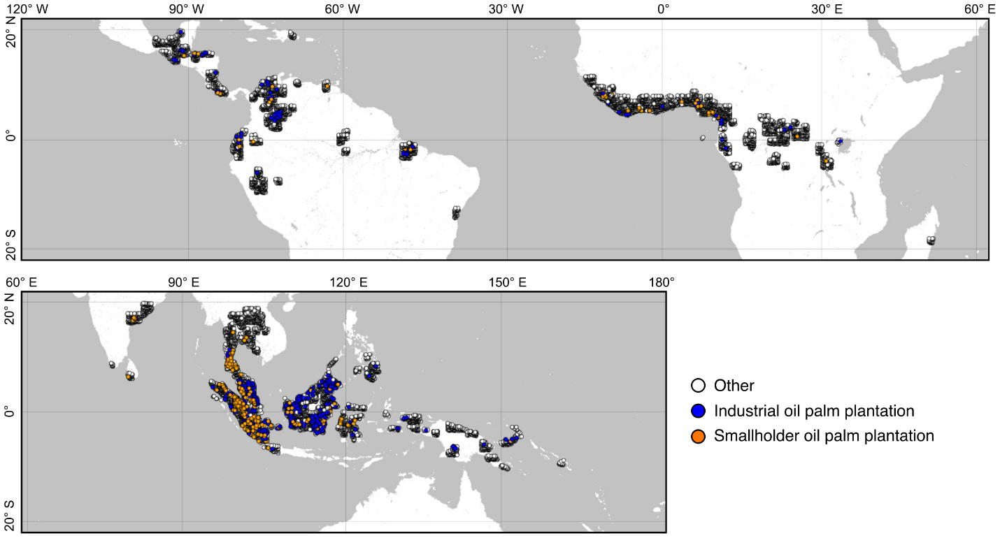 120° W 90° W 60° W 30° W 0° 30° E 60° E
20° N
0°
20° S
60° E 90° E 120° E 150° E 180°
20° N
0°
20° S
Other
Industrial oil palm plantation
Smallholder oil palm plantation